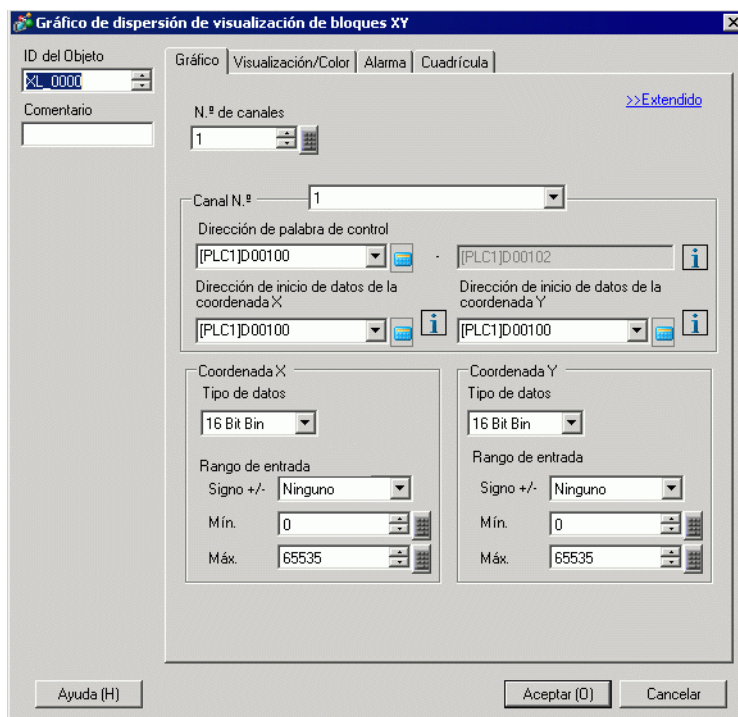 Gráfico de dispersión de visualización de bloques XY
ID del Objeto
XL_0000
Comentario
Gráfico Visualización/Color Alarma Cuadrícula
>>Extendido
N.º de canales
1
Canal N.º 1
Dirección de palabra de control
[PLC1]D00100 - [PLC1]D00102
Dirección de inicio de datos de la coordenada X
Dirección de inicio de datos de la coordenada Y
[PLC1]D00100 [PLC1]D00100
Coordenada X
Tipo de datos
16 Bit Bin
Rango de entrada
Signo +/- Ninguno
Mín. 0
Máx. 65535
Coordenada Y
Tipo de datos
16 Bit Bin
Rango de entrada
Signo +/- Ninguno
Mín. 0
Máx. 65535
Ayuda (H) Aceptar (O) Cancelar